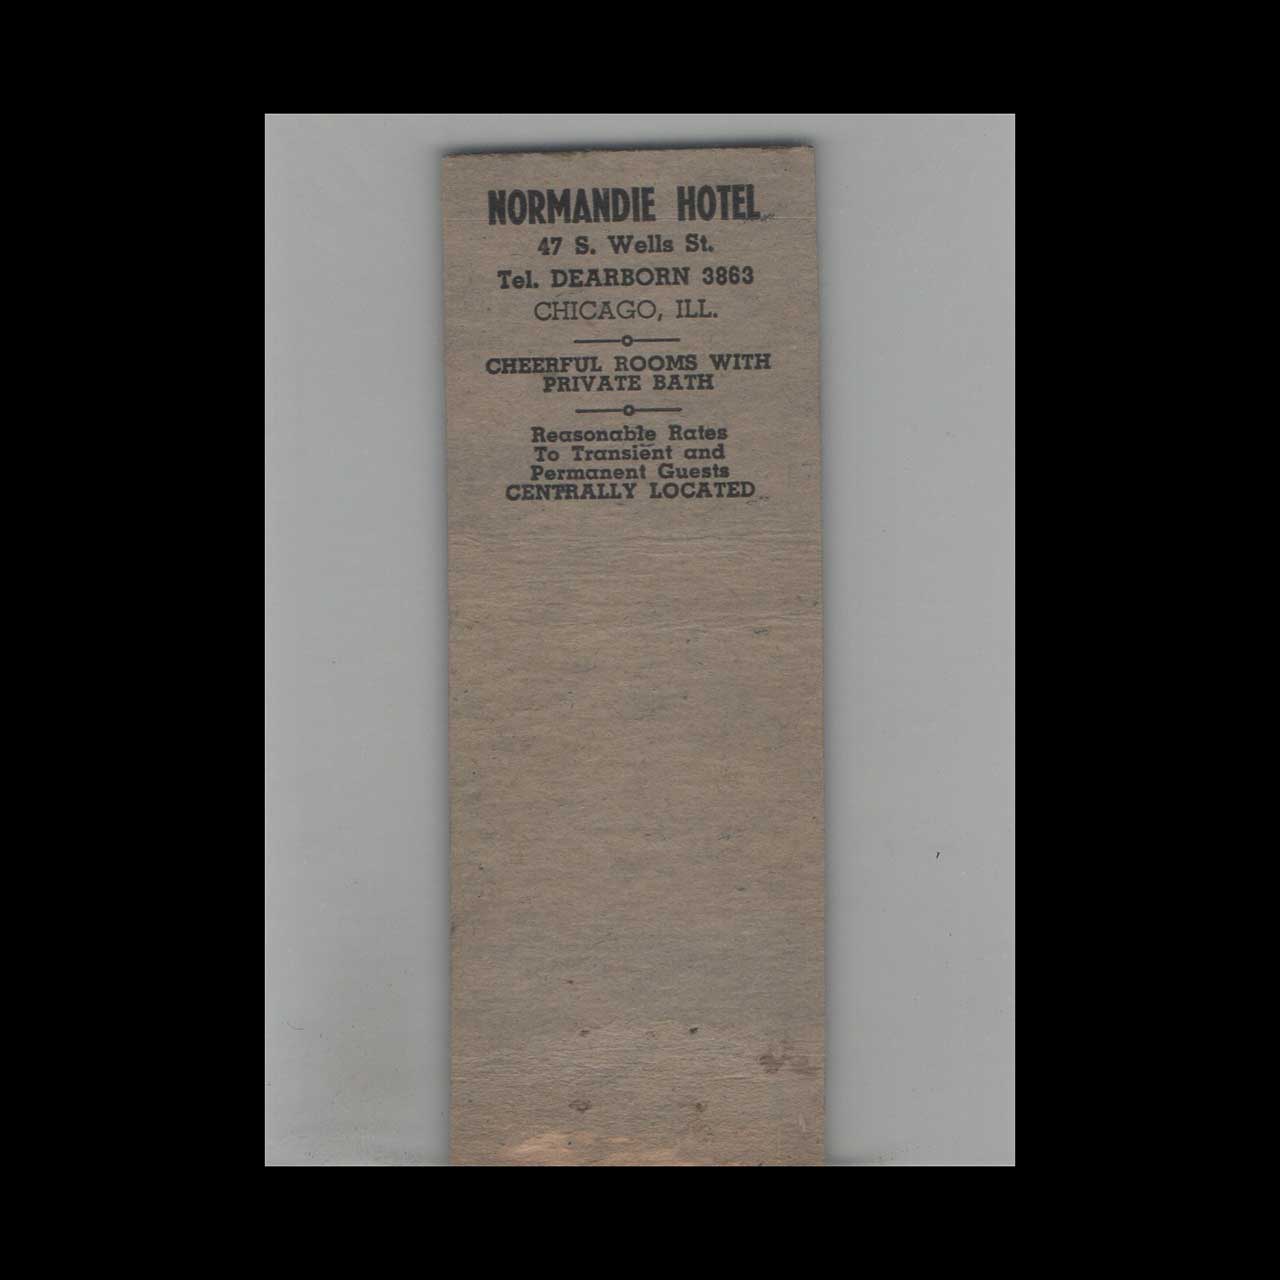 NORMANDIE HOTEL
47 S. Wells St.
Tel. DEARBORN 3863
CHICAGO, ILL.
CHEERFUL ROOMS WITH
PRIVATE BATH
Reasonable Rates
To Transient and
Permanent Guests
CENTRALLY LOCATED